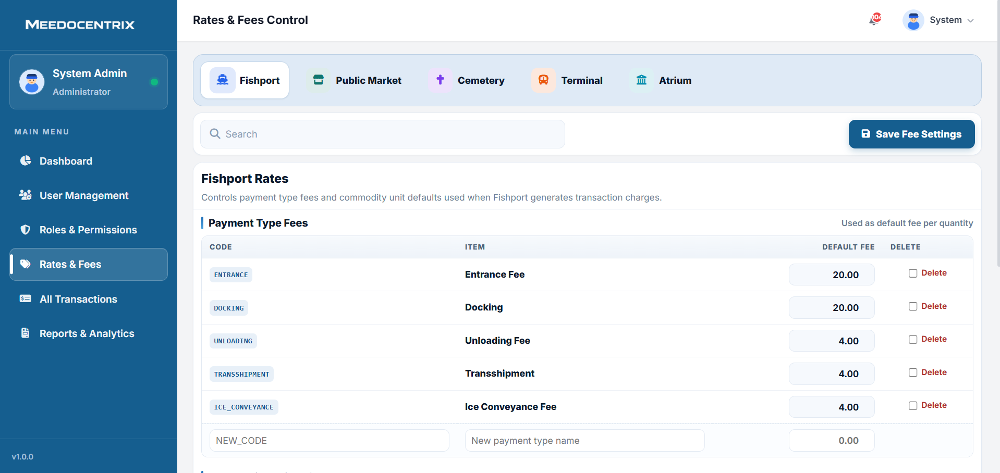 MEEDOCENTRIX
System Admin
Administrator
MAIN MENU
Dashboard
User Management
Roles & Permissions
Rates & Fees
All Transactions
Reports & Analytics
v1.0.0
Rates & Fees Control
104
System
Fishport
Public Market
Cemetery
Terminal
Atrium
Search
Save Fee Settings
Fishport Rates
Controls payment type fees and commodity unit defaults used when Fishport generates transaction charges.
Payment Type Fees
Used as default fee per quantity
CODE ITEM DEFAULT FEE DELETE
ENTRANCE Entrance Fee 20.00 Delete
DOCKING Docking 20.00 Delete
UNLOADING Unloading Fee 4.00 Delete
TRANSSHIPMENT Transshipment 4.00 Delete
ICE_CONVEYANCE Ice Conveyance Fee 4.00 Delete
NEW_CODE New payment type name 0.00